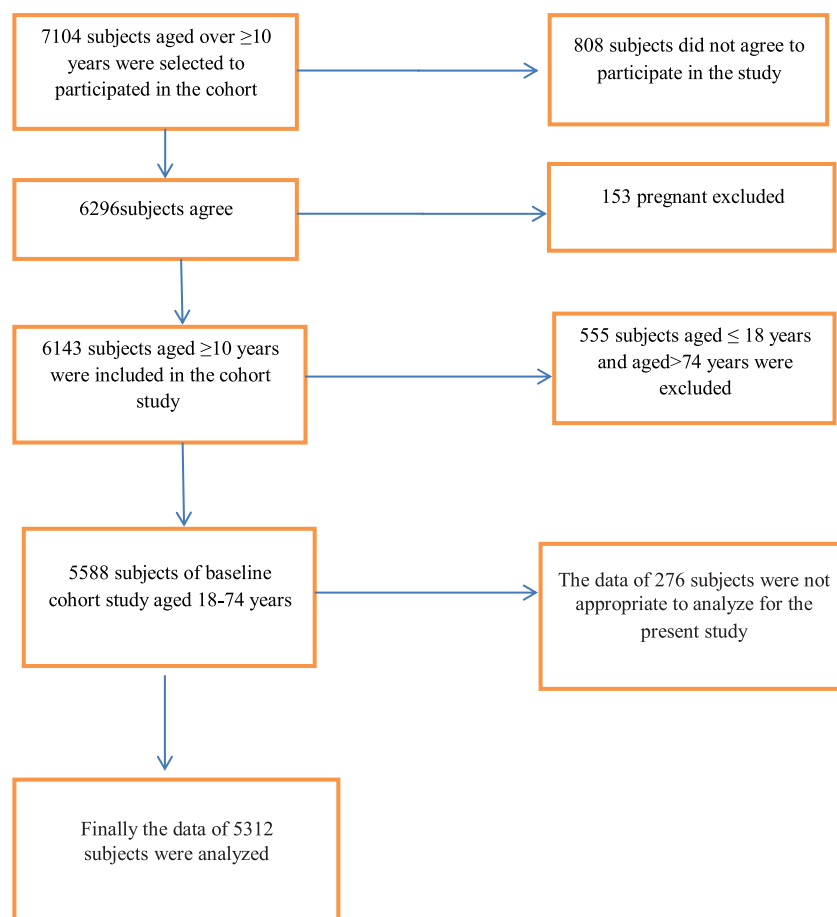 7104 subjects aged over ≥10
years were selected to
participated in the cohort
808 subjects did not agree to
participate in the study
6296subjects agree
153 pregnant excluded
6143 subjects aged ≥10 years
were included in the cohort
study
555 subjects aged ≤ 18 years
and aged>74 years were
excluded
5588 subjects of baseline
cohort study aged 18-74 years
The data of 276 subjects were not
appropriate to analyze for the
present study
Finally the data of 5312
subjects were analyzed